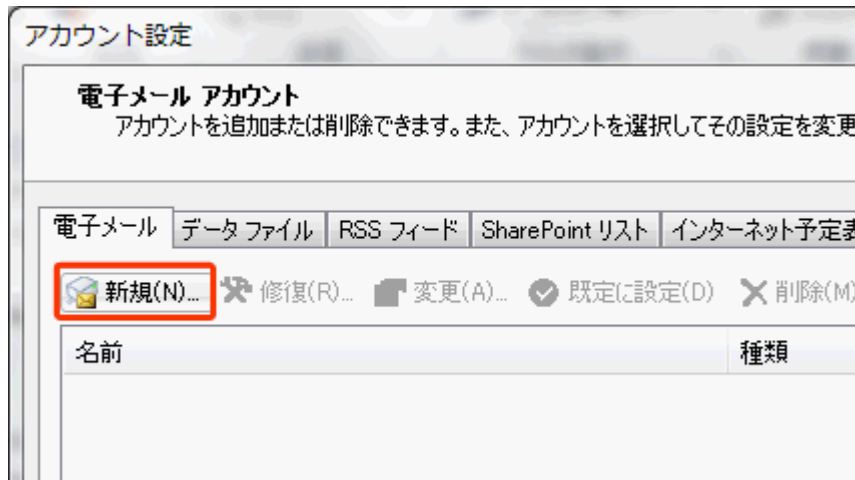 アカウント設定
電子メール アカウント
アカウントを追加または削除できます。また、アカウントを選択してその設定を変更
電子メール データ ファイル RSS フィード SharePoint リスト インターネット予定表
新規(N)... 修復(R)... 変更(A)... 既定に設定(D) 削除(M)
名前 種類